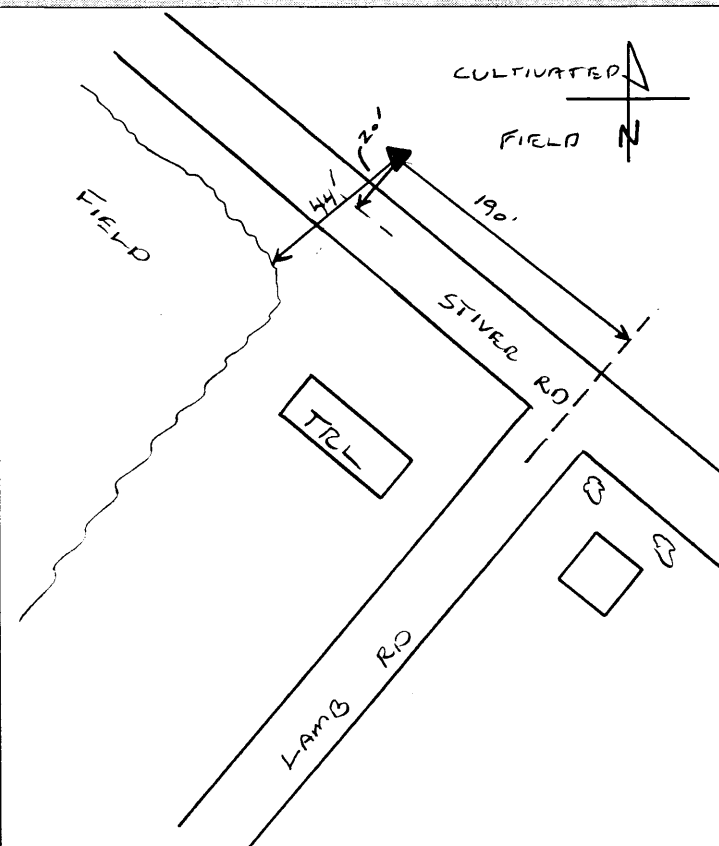 CULTIVATED
FIELD
N
20'
44'
190'
FIELD
STIVER RD
TRL
LAMB RD